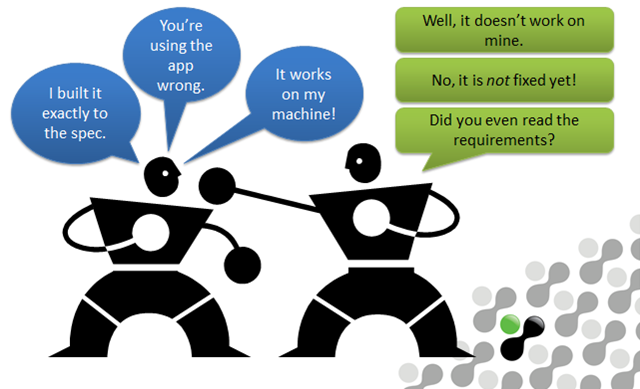 I built it
exactly to
the spec.
You’re
using the
app
wrong.
It works
on my
machine!
Well, it doesn’t work on
mine.
No, it is not fixed yet!
Did you even read the
requirements?